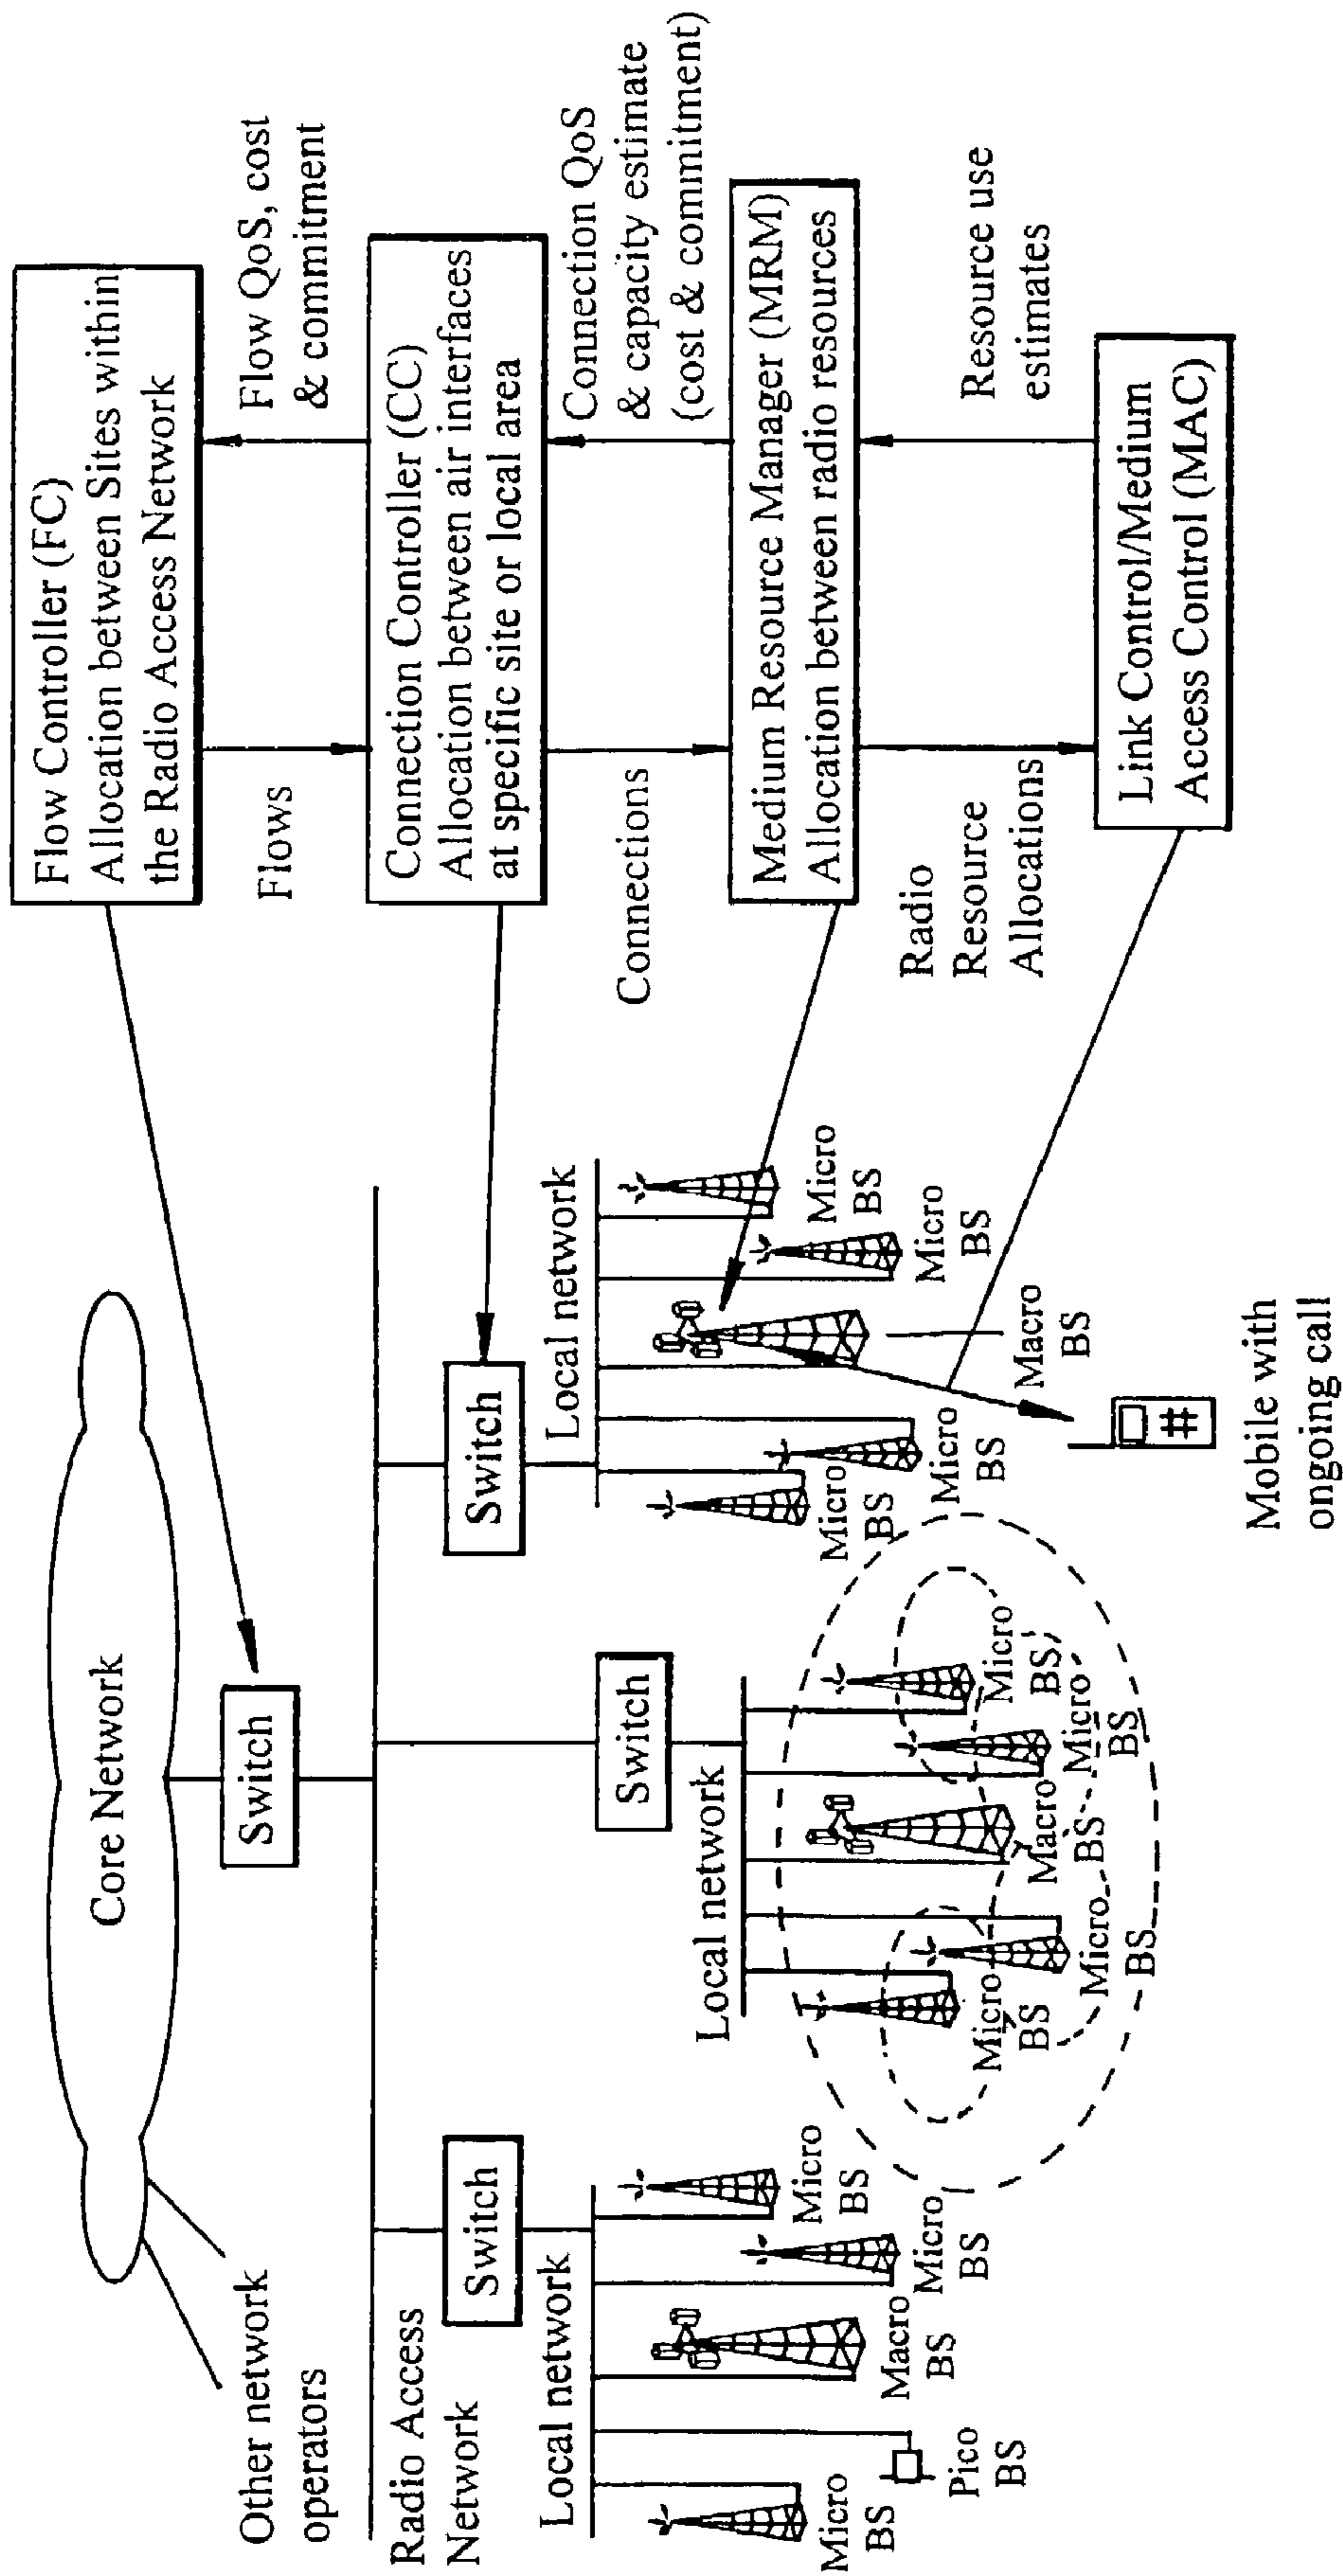 Core Network
Other network
operators
Switch
Radio Access
Network
Switch
Local network
Micro
BS
Pico
BS
Macro
BS
Micro
BS
Micro
BS
Switch
Local network
Micro
BS
Micro
BS
Macro
BS
Micro
BS
Micro
BS
Switch
Local network
Micro
BS
Micro
BS
Macro
BS
Micro
BS
Micro
BS
Mobile with
ongoing call
Flow Controller (FC)
Allocation between Sites within
the Radio Access Network
Flows
Flow QoS, cost
& commitment
Connection Controller (CC)
Allocation between air interfaces
at specific site or local area
Connections
Connection QoS
& capacity estimate
(cost & commitment)
Medium Resource Manager (MRM)
Allocation between radio resources
Radio
Resource
Allocations
Resource use
estimates
Link Control/Medium
Access Control (MAC)